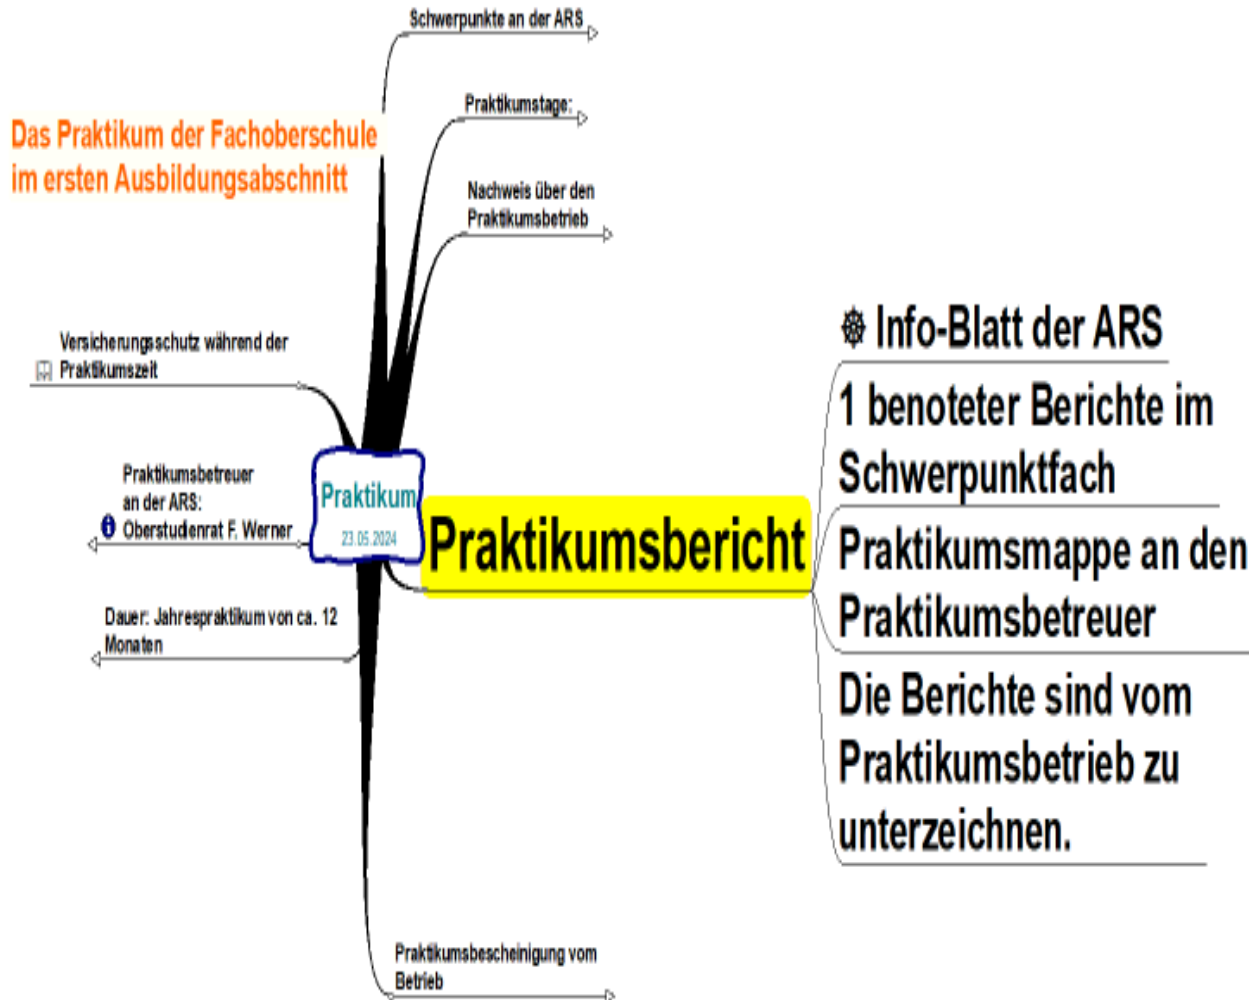 Schwerpunkte an der ARS
Praktikumstage:
Das Praktikum der Fachoberschule
im ersten Ausbildungsabschnitt
Nachweis über den
Praktikumsbetrieb
Versicherungsschutz während der
Praktikumszeit
Praktikumsbetreuer
an der ARS:
Oberstudienrat F. Werner
Dauer: Jahrespraktikum von ca. 12
Monaten
Praktikum
23.05.2024
Praktikumsbericht
Info-Blatt der ARS
1 benoteter Berichte im
Schwerpunktfach
Praktikumsmappe an den
Praktikumsbetreuer
Die Berichte sind vom
Praktikumsbetrieb zu
unterzeichnen.
Praktikumsbescheinigung vom
Betrieb